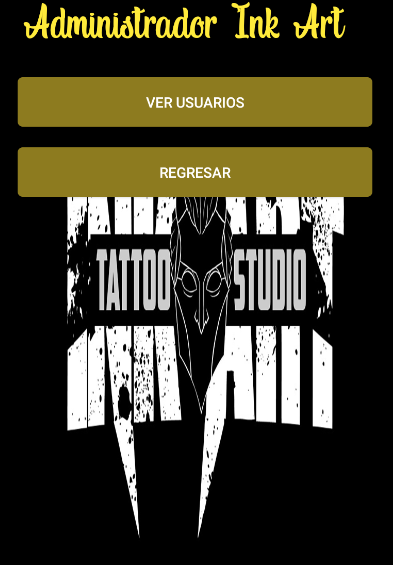 Administrador Ink Art
VER USUARIOS
REGRESAR
TATTOO STUDIO